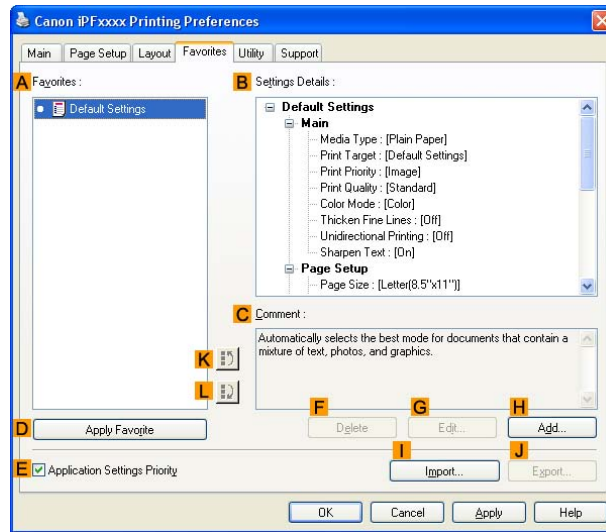 Canon iPFxxxx Printing Preferences
Main Page Setup Layout Favorites Utility Support
A Favorites :
Default Settings
B Settings Details :
Default Settings
Main
Media Type : [Plain Paper]
Print Target : [Default Settings]
Print Priority : [Image]
Print Quality : [Standard]
Color Mode : [Color]
Thicken Fine Lines : [Off]
Unidirectional Printing : [Off]
Sharpen Text : [On]
Page Setup
Page Size : [Letter(8.5"x11")]
C Comment :
Automatically selects the best mode for documents that contain a
mixture of text, photos, and graphics.
K
L
D Apply Favorite
F Delete
G Edit...
H Add...
E Application Settings Priority
I Import...
J Export...
OK Cancel Apply Help